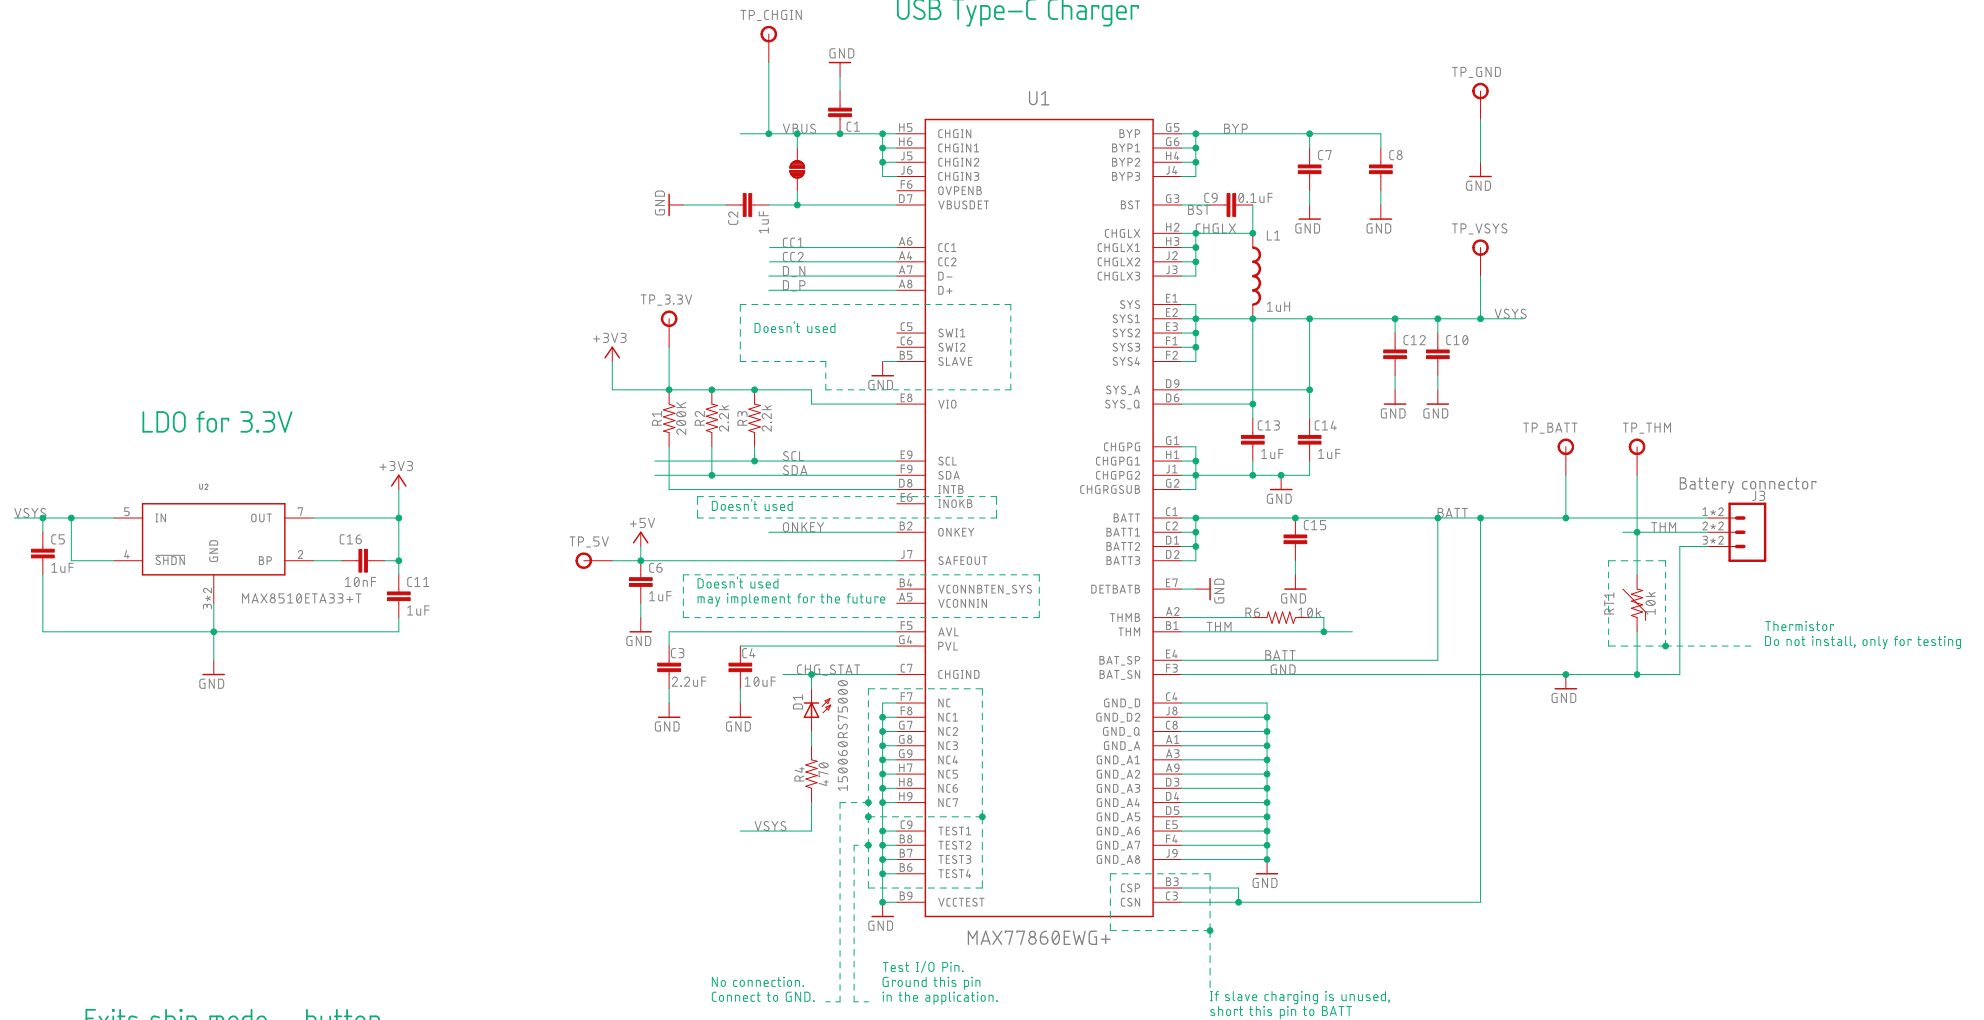 USB Type-C Charger
TP_CHGIN
GND
TP_GND
GND
U1
VBUS
C1
GND
C2
1uF
CC1
CC2
D_N
D_P
TP_3.3V
+3V3
Doesn't used
GND
R1
200K
R2
2.2k
R3
2.2k
SCL
SDA
Doesn't used
ONKEY
+5V
TP_5V
C6
1uF
GND
Doesn't used
may implement for the future
C3
2.2uF
GND
C4
10uF
GND
CHG_STAT
D1
150060RS75000
R4
470
VSYS
H5 CHGIN
H6 CHGIN1
J5 CHGIN2
J6 CHGIN3
F6 OVPENB
D7 VBUSDET
A6 CC1
A4 CC2
A7 D-
A8 D+
C5 SWI1
C6 SWI2
B5 SLAVE
E8 VIO
E9 SCL
F9 SDA
D8 INTB
E6 INOKB
B2 ONKEY
J7 SAFEOUT
B4 VCONNBTEN_SYS
A5 VCONNIN
F5 AVL
G4 PVL
C7 CHGIND
F7 NC
F8 NC1
G7 NC2
G8 NC3
G9 NC4
H7 NC5
H8 NC6
H9 NC7
C9 TEST1
B8 TEST2
B7 TEST3
B6 TEST4
B9 VCCTEST
GND
BYP G5
BYP1 G6
BYP2 H4
BYP3 J4
BST G3
CHGLX H2
CHGLX1 H3
CHGLX2 J2
CHGLX3 J3
SYS E1
SYS1 E2
SYS2 E3
SYS3 F1
SYS4 F2
SYS_A D9
SYS_Q D6
CHGPG G1
CHGPG1 H1
CHGPG2 J1
CHGRGSUB G2
BATT C1
BATT1 C2
BATT2 D1
BATT3 D2
DETBATB E7
THMB A2
THM B1
BAT_SP E4
BAT_SN F3
GND_D C4
GND_D2 J8
GND_Q C8
GND_A A1
GND_A1 A3
GND_A2 A9
GND_A3 D3
GND_A4 D4
GND_A5 D5
GND_A6 E5
GND_A7 F4
GND_A8 J9
CSP B3
CSN C3
MAX77860EWG+
BYP
C7
GND
C8
GND
C9
0.1uF
BST
CHGLX
L1
1uH
TP_VSYS
VSYS
C12
GND
C10
GND
C13
1uF
C14
1uF
GND
BATT
C15
GND
GND
R6
10k
THM
BATT
GND
GND
TP_BATT
TP_THM
Battery connector
J3
1*2
2*2
3*2
THM
RT1
10k
Thermistor
Do not install, only for testing
GND
LDO for 3.3V
+3V3
U2
VSYS
5 IN
OUT 7
4 SHDN
BP 2
GND
3*2
C5
1uF
C16
10nF
C11
1uF
MAX8510ETA33+T
GND
No connection.
Connect to GND.
Test I/O Pin.
Ground this pin
in the application.
If slave charging is unused,
short this pin to BATT
Exits ship mode button